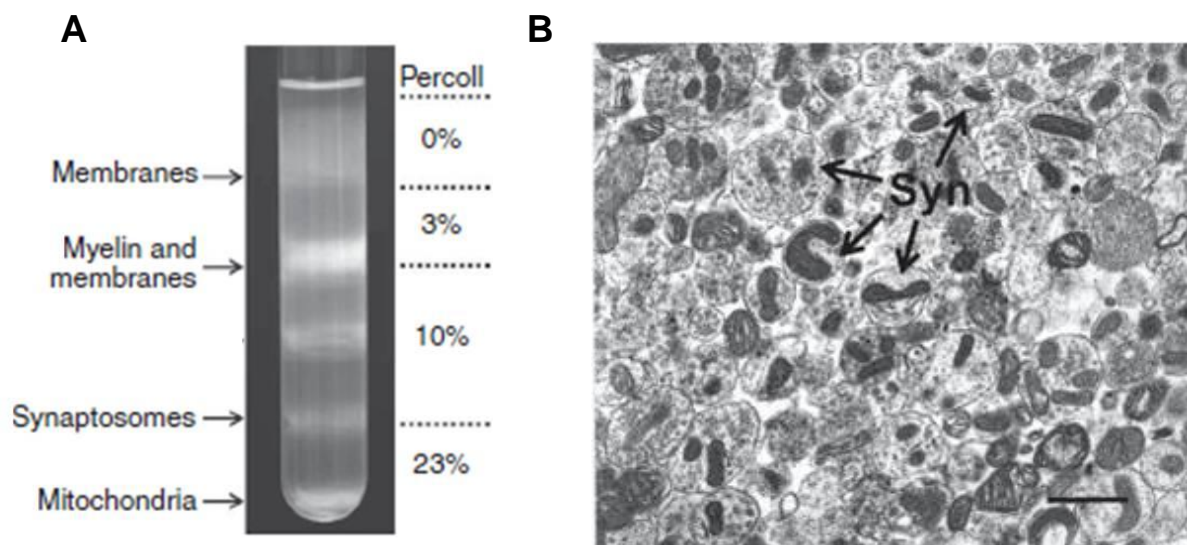 A
B
Percoll
0%
Membranes
3%
Myelin and
membranes
10%
Synaptosomes
23%
Mitochondria
Syn